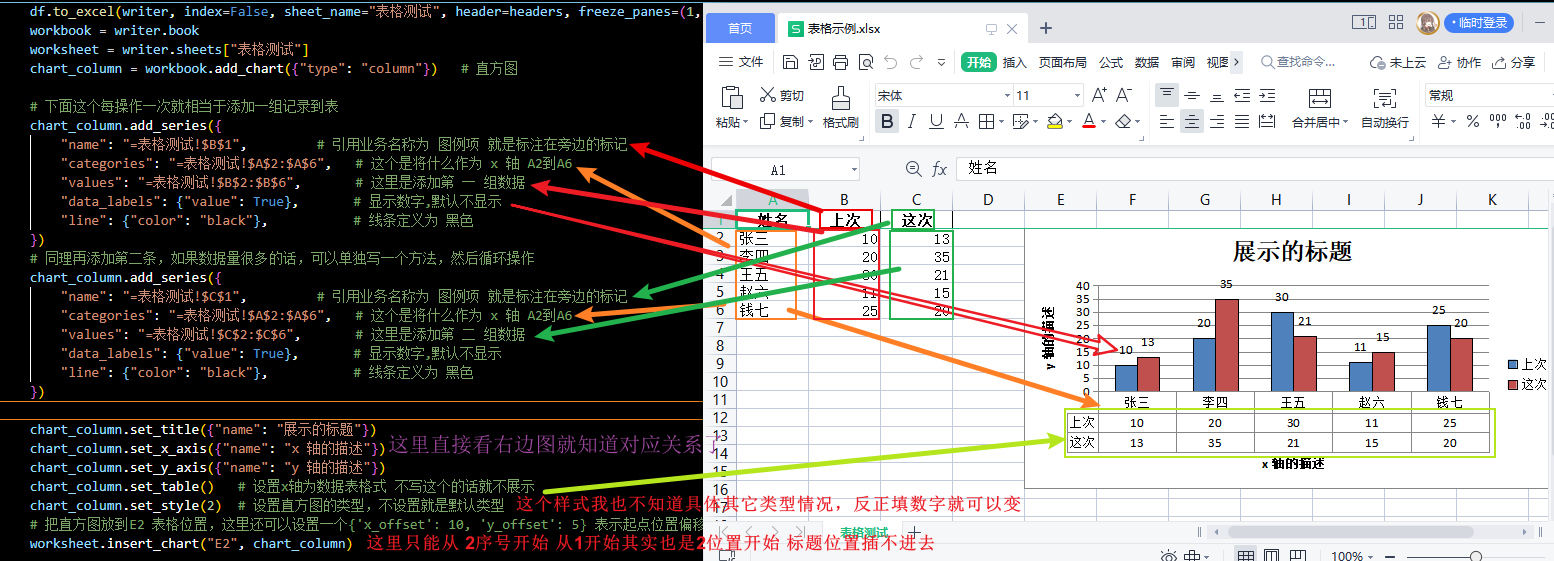 df.to_excel(writer, index=False, sheet_name="表格测试", header=headers, freeze_panes=(1,
workbook = writer.book
worksheet = writer.sheets["表格测试"]
chart_column = workbook.add_chart({"type": "column"})   # 直方图
# 下面这个每操作一次就相当于添加一组记录到表
chart_column.add_series({
"name": "=表格测试!$B$1",         # 引用业务名称为 图例项 就是标注在旁边的标记
"categories": "=表格测试!$A$2:$A$6",   # 这个是将什么作为 x 轴 A2到A6
"values": "=表格测试!$B$2:$B$6",       # 这里是添加第 一 组数据
"data_labels": {"value": True},       # 显示数字,默认不显示
"line": {"color": "black"},           # 线条定义为 黑色
})
# 同理再添加第二条，如果数据量很多的话，可以单独写一个方法，然后循环操作
chart_column.add_series({
"name": "=表格测试!$C$1",         # 引用业务名称为 图例项 就是标注在旁边的标记
"categories": "=表格测试!$A$2:$A$6",   # 这个是将什么作为 x 轴 A2到A6
"values": "=表格测试!$C$2:$C$6",       # 这里是添加第 二 组数据
"data_labels": {"value": True},       # 显示数字,默认不显示
"line": {"color": "black"},           # 线条定义为 黑色
})
chart_column.set_title({"name": "展示的标题"})
chart_column.set_x_axis({"name": "x 轴的描述"}) 这里直接看右边图就知道对应关系了
chart_column.set_y_axis({"name": "y 轴的描述"})
chart_column.set_table()   # 设置x轴为数据表格式 不写这个的话就不展示
chart_column.set_style(2)  # 设置直方图的类型，不设置就是默认类型 这个样式我也不知道具体其它类型情况，反正填数字就可以变
# 把直方图放到E2 表格位置，这里还可以设置一个{'x_offset': 10, 'y_offset': 5} 表示起点位置偏移
worksheet.insert_chart("E2", chart_column) 这里只能从 2序号开始 从1开始其实也是2位置开始 标题位置插不进去
首页 S 表格示例.xlsx + 1 临时登录
文件 开始 插入 页面布局 公式 数据 审阅 视图 查找命令... 未上云 协作 分享
粘贴 剪切 复制 格式刷 宋体 11 A+ A- B I U A 合并居中 自动换行 常规 ¥ %
A1 fx 姓名
A B C D E F G H I J K
1 姓名 上次 这次
2 张三 10 13
3 李四 20 35
4 王五 30 21
5 赵六 11 15
6 钱七 25 20
7
8
9
10
11
12
13
14
15
16
17
18
展示的标题
y 轴的描述
40
35
30
25
20
15
10
5
0
10 13 20 35 30 21 11 15 25 20
上次
这次
张三 李四 王五 赵六 钱七
上次 10 20 30 11 25
这次 13 35 21 15 20
x 轴的描述
表格测试 +
100% −